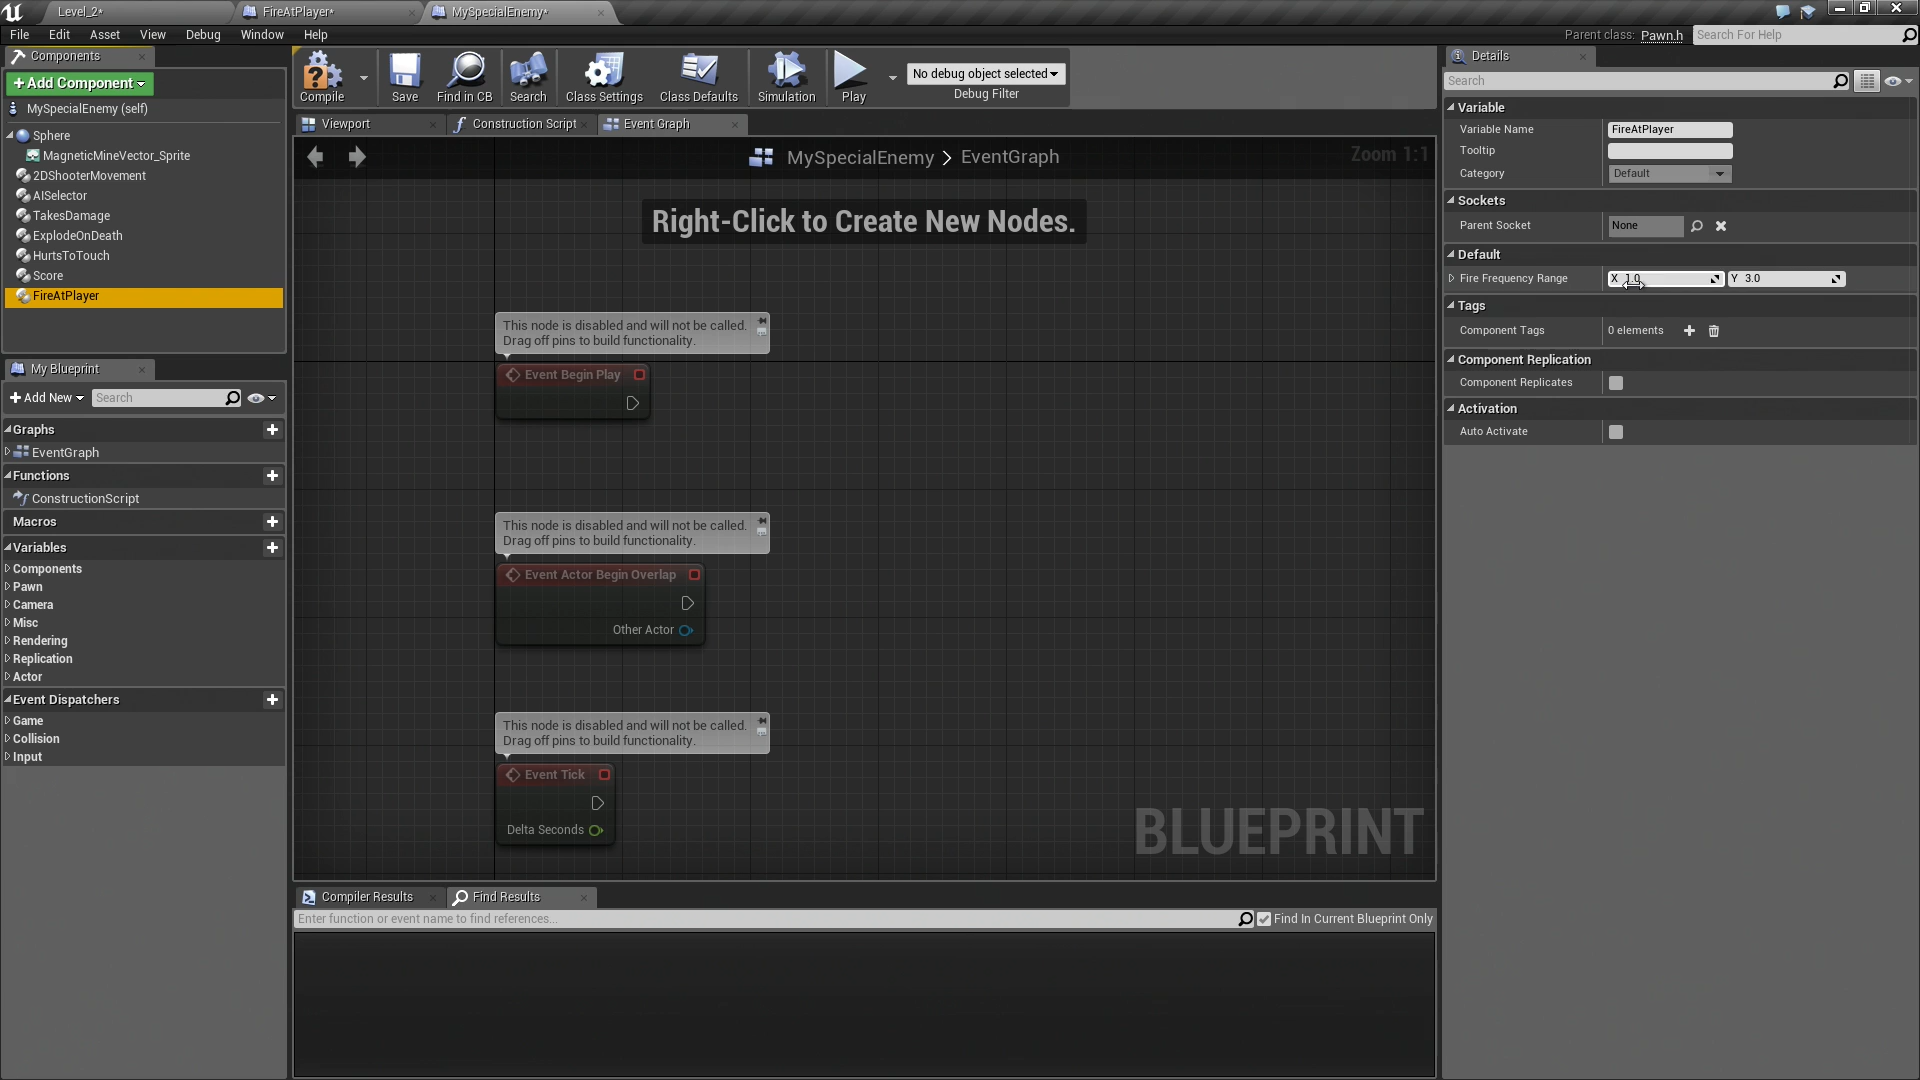 Level_2*
FireAtPlayer*
MySpecialEnemy*
File Edit Asset View Debug Window Help
Parent class: Pawn.h
Search For Help
Components
+Add Component
MySpecialEnemy (self)
Sphere
MagneticMineVector_Sprite
2DShooterMovement
AISelector
TakesDamage
ExplodeOnDeath
HurtsToTouch
Score
FireAtPlayer
My Blueprint
+Add New
Search
Graphs
EventGraph
Functions
ConstructionScript
Macros
Variables
Components
Pawn
Camera
Misc
Rendering
Replication
Actor
Event Dispatchers
Game
Collision
Input
Compile
Save
Find in CB
Search
Class Settings
Class Defaults
Simulation
Play
No debug object selected
Debug Filter
Viewport
Construction Script
Event Graph
MySpecialEnemy > EventGraph
Zoom 1:1
Right-Click to Create New Nodes.
This node is disabled and will not be called.
Drag off pins to build functionality.
Event Begin Play
This node is disabled and will not be called.
Drag off pins to build functionality.
Event Actor Begin Overlap
Other Actor
This node is disabled and will not be called.
Drag off pins to build functionality.
Event Tick
Delta Seconds
BLUEPRINT
Compiler Results
Find Results
Enter function or event name to find references...
Find In Current Blueprint Only
Details
Search
Variable
Variable Name FireAtPlayer
Tooltip
Category Default
Sockets
Parent Socket None
Default
Fire Frequency Range X 1.0 Y 3.0
Tags
Component Tags 0 elements
Component Replication
Component Replicates
Activation
Auto Activate